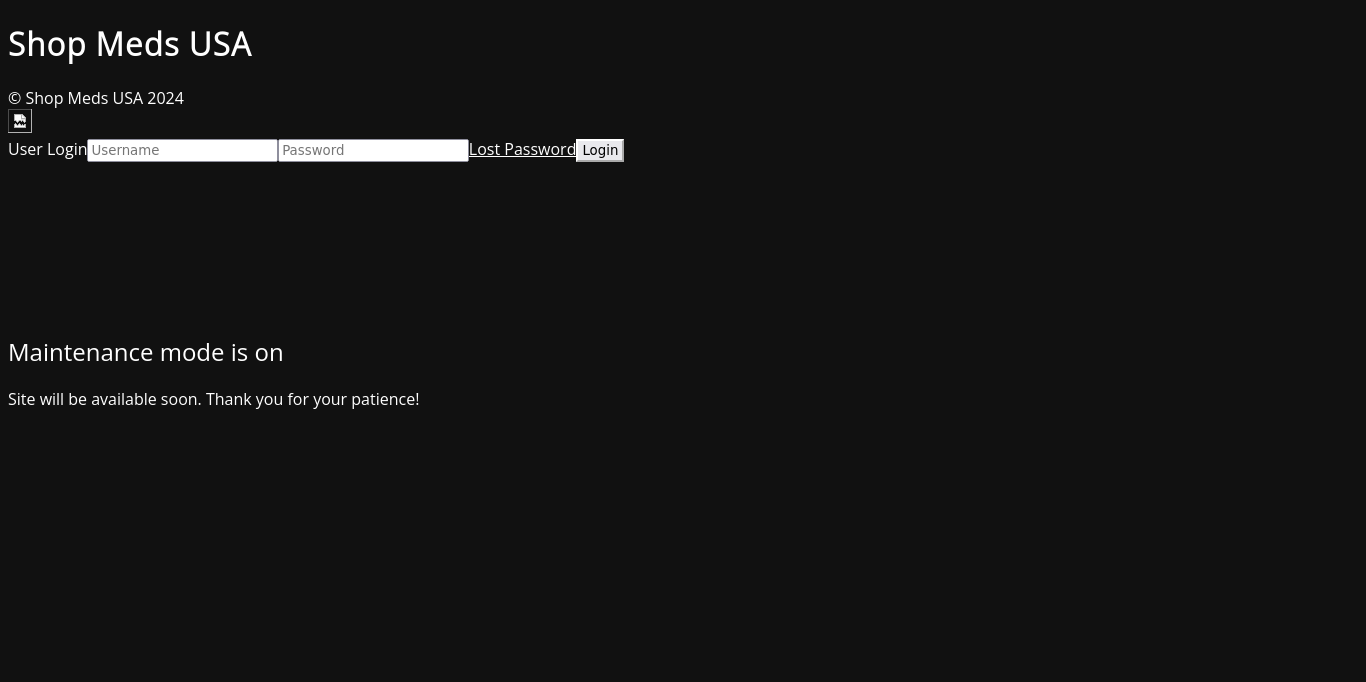 Shop Meds USA
© Shop Meds USA 2024
User Login Username Password Lost Password Login
Maintenance mode is on
Site will be available soon. Thank you for your patience!